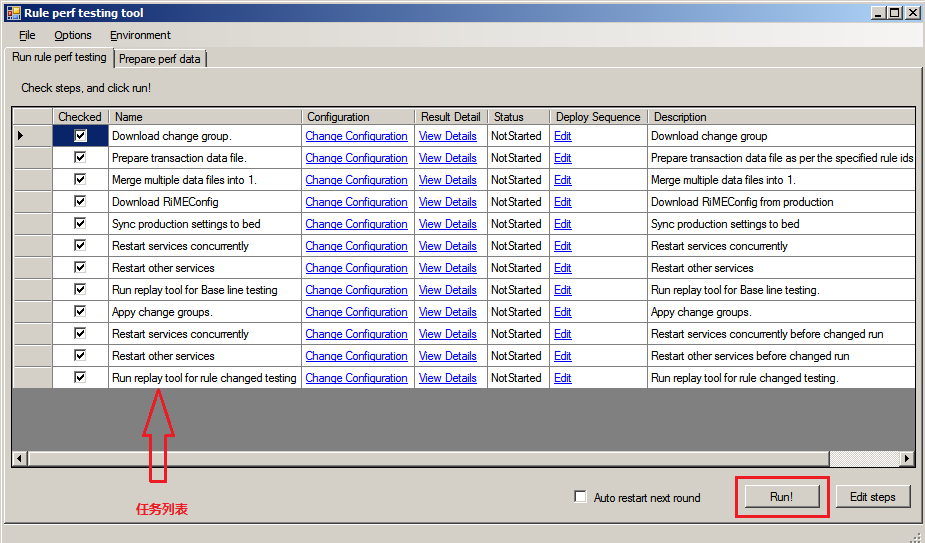 Rule perf testing tool
File Options Environment
Run rule perf testing Prepare perf data
Check steps, and click run!
Checked Name Configuration Result Detail Status Deploy Sequence Description
Download change group. Change Configuration View Details NotStarted Edit Download change group
Prepare transaction data file. Change Configuration View Details NotStarted Edit Prepare transaction data file as per the specified rule ids
Merge multiple data files into 1. Change Configuration View Details NotStarted Edit Merge multiple data files into 1.
Download RiMEConfig Change Configuration View Details NotStarted Edit Download RiMEConfig from production
Sync production settings to bed Change Configuration View Details NotStarted Edit Sync production settings to bed
Restart services concurrently Change Configuration View Details NotStarted Edit Restart services concurrently
Restart other services Change Configuration View Details NotStarted Edit Restart other services
Run replay tool for Base line testing Change Configuration View Details NotStarted Edit Run replay tool for Base line testing.
Appy change groups. Change Configuration View Details NotStarted Edit Appy change groups.
Restart services concurrently Change Configuration View Details NotStarted Edit Restart services concurrently before changed run
Restart other services Change Configuration View Details NotStarted Edit Restart other services before changed run
Run replay tool for rule changed testing Change Configuration View Details NotStarted Edit Run replay tool for rule changed testing.
任务列表
Auto restart next round Run! Edit steps